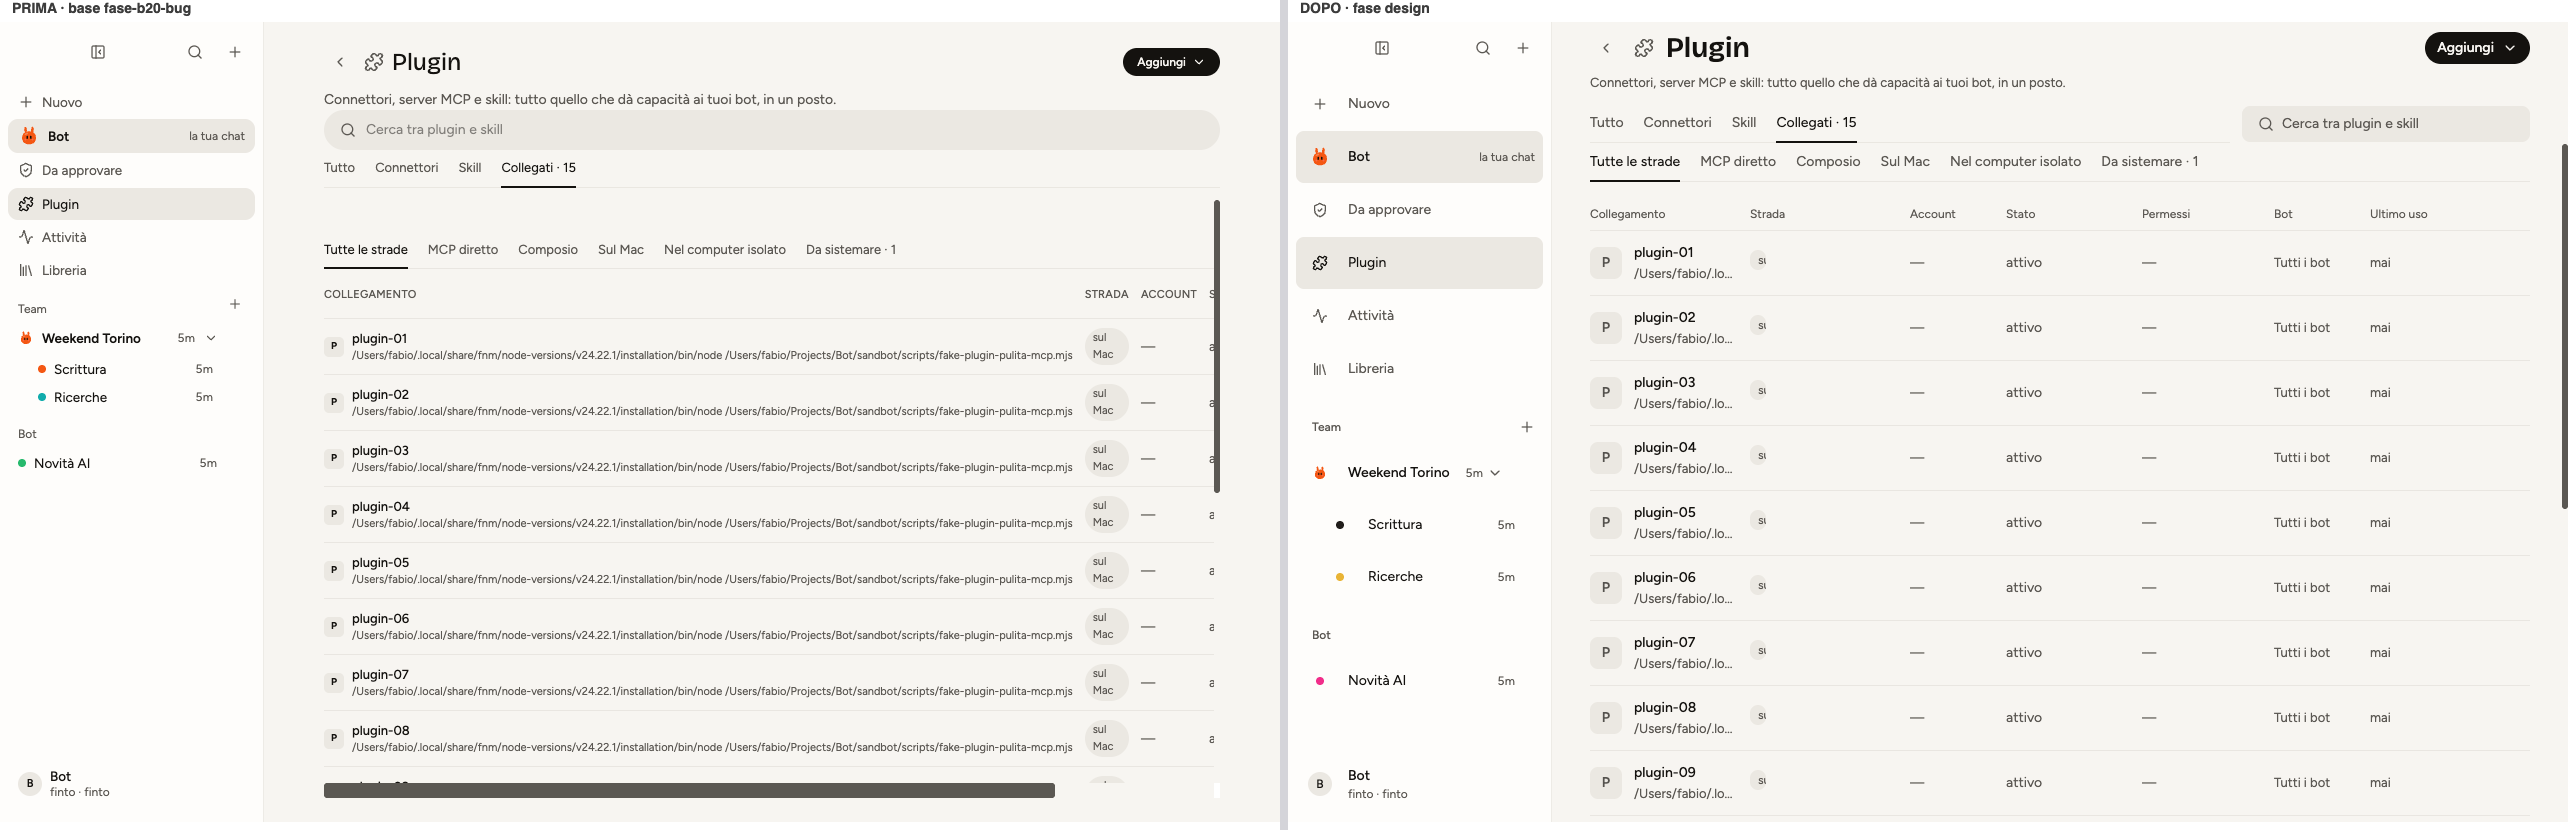 PRIMA · base fase-b20-bug
Nuovo
Bot
la tua chat
Da approvare
Plugin
Attività
Libreria
Team
Weekend Torino
5m
Scrittura
5m
Ricerche
5m
Bot
Novità AI
5m
B
Bot
finto · finto
Plugin
Aggiungi
Connettori, server MCP e skill: tutto quello che dà capacità ai tuoi bot, in un posto.
Cerca tra plugin e skill
Tutto Connettori Skill Collegati · 15
Tutte le strade MCP diretto Composio Sul Mac Nel computer isolato Da sistemare · 1
COLLEGAMENTO STRADA ACCOUNT S
P
plugin-01
/Users/fabio/.local/share/fnm/node-versions/v24.22.1/installation/bin/node /Users/fabio/Projects/Bot/sandbot/scripts/fake-plugin-pulita-mcp.mjs
sul
Mac
— a
P
plugin-02
/Users/fabio/.local/share/fnm/node-versions/v24.22.1/installation/bin/node /Users/fabio/Projects/Bot/sandbot/scripts/fake-plugin-pulita-mcp.mjs
sul
Mac
— a
P
plugin-03
/Users/fabio/.local/share/fnm/node-versions/v24.22.1/installation/bin/node /Users/fabio/Projects/Bot/sandbot/scripts/fake-plugin-pulita-mcp.mjs
sul
Mac
— a
P
plugin-04
/Users/fabio/.local/share/fnm/node-versions/v24.22.1/installation/bin/node /Users/fabio/Projects/Bot/sandbot/scripts/fake-plugin-pulita-mcp.mjs
sul
Mac
— a
P
plugin-05
/Users/fabio/.local/share/fnm/node-versions/v24.22.1/installation/bin/node /Users/fabio/Projects/Bot/sandbot/scripts/fake-plugin-pulita-mcp.mjs
sul
Mac
— a
P
plugin-06
/Users/fabio/.local/share/fnm/node-versions/v24.22.1/installation/bin/node /Users/fabio/Projects/Bot/sandbot/scripts/fake-plugin-pulita-mcp.mjs
sul
Mac
— a
P
plugin-07
/Users/fabio/.local/share/fnm/node-versions/v24.22.1/installation/bin/node /Users/fabio/Projects/Bot/sandbot/scripts/fake-plugin-pulita-mcp.mjs
sul
Mac
— a
P
plugin-08
/Users/fabio/.local/share/fnm/node-versions/v24.22.1/installation/bin/node /Users/fabio/Projects/Bot/sandbot/scripts/fake-plugin-pulita-mcp.mjs
sul
Mac
— a
DOPO · fase design
Nuovo
Bot
la tua chat
Da approvare
Plugin
Attività
Libreria
Team
Weekend Torino
5m
Scrittura
5m
Ricerche
5m
Bot
Novità AI
5m
B
Bot
finto · finto
Plugin
Aggiungi
Connettori, server MCP e skill: tutto quello che dà capacità ai tuoi bot, in un posto.
Tutto Connettori Skill Collegati · 15
Cerca tra plugin e skill
Tutte le strade MCP diretto Composio Sul Mac Nel computer isolato Da sistemare · 1
Collegamento Strada Account Stato Permessi Bot Ultimo uso
P
plugin-01
/Users/fabio/.lo...
su — attivo — Tutti i bot mai
P
plugin-02
/Users/fabio/.lo...
su — attivo — Tutti i bot mai
P
plugin-03
/Users/fabio/.lo...
su — attivo — Tutti i bot mai
P
plugin-04
/Users/fabio/.lo...
su — attivo — Tutti i bot mai
P
plugin-05
/Users/fabio/.lo...
su — attivo — Tutti i bot mai
P
plugin-06
/Users/fabio/.lo...
su — attivo — Tutti i bot mai
P
plugin-07
/Users/fabio/.lo...
su — attivo — Tutti i bot mai
P
plugin-08
/Users/fabio/.lo...
su — attivo — Tutti i bot mai
P
plugin-09
/Users/fabio/.lo...
su — attivo — Tutti i bot mai